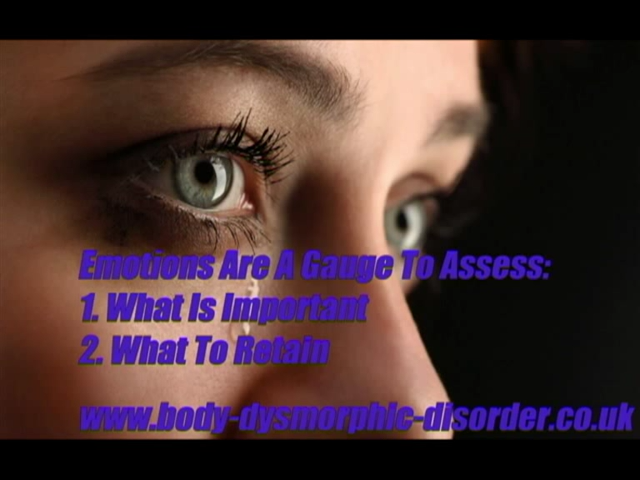 Emotions Are A Gauge To Assess:
1. What Is Important
2. What To Retain
www.body-dysmorphic-disorder.co.uk